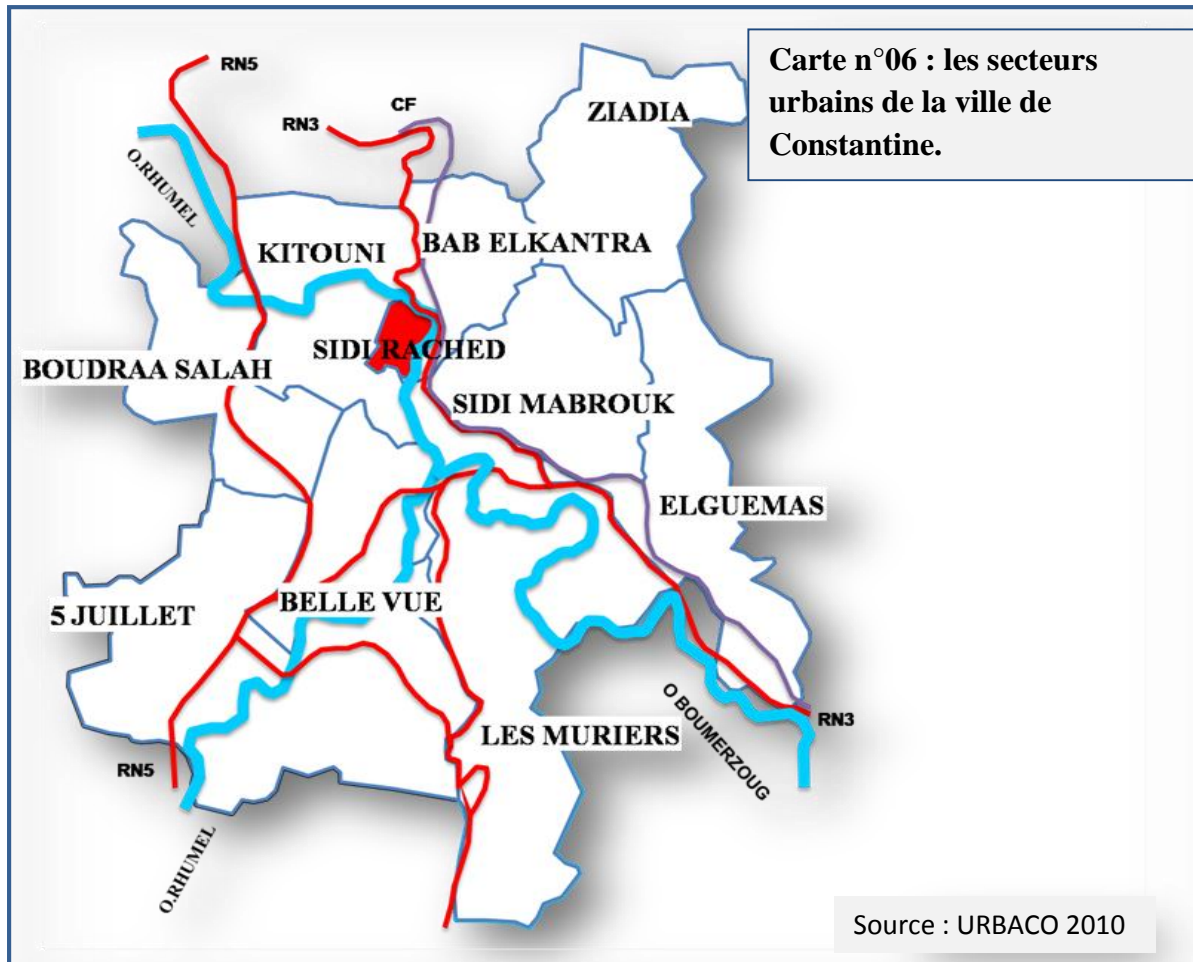 Carte n°06 : les secteurs
urbains de la ville de
Constantine.
RN5
CF
RN3
ZIADIA
O.RHUMEL
KITOUNI
BAB ELKANTRA
SIDI RACHED
BOUDRAA SALAH
SIDI MABROUK
ELGUEMAS
5 JUILLET
BELLE VUE
LES MURIERS
O BOUMERZOUG
RN3
RN5
O.RHUMEL
Source : URBACO 2010